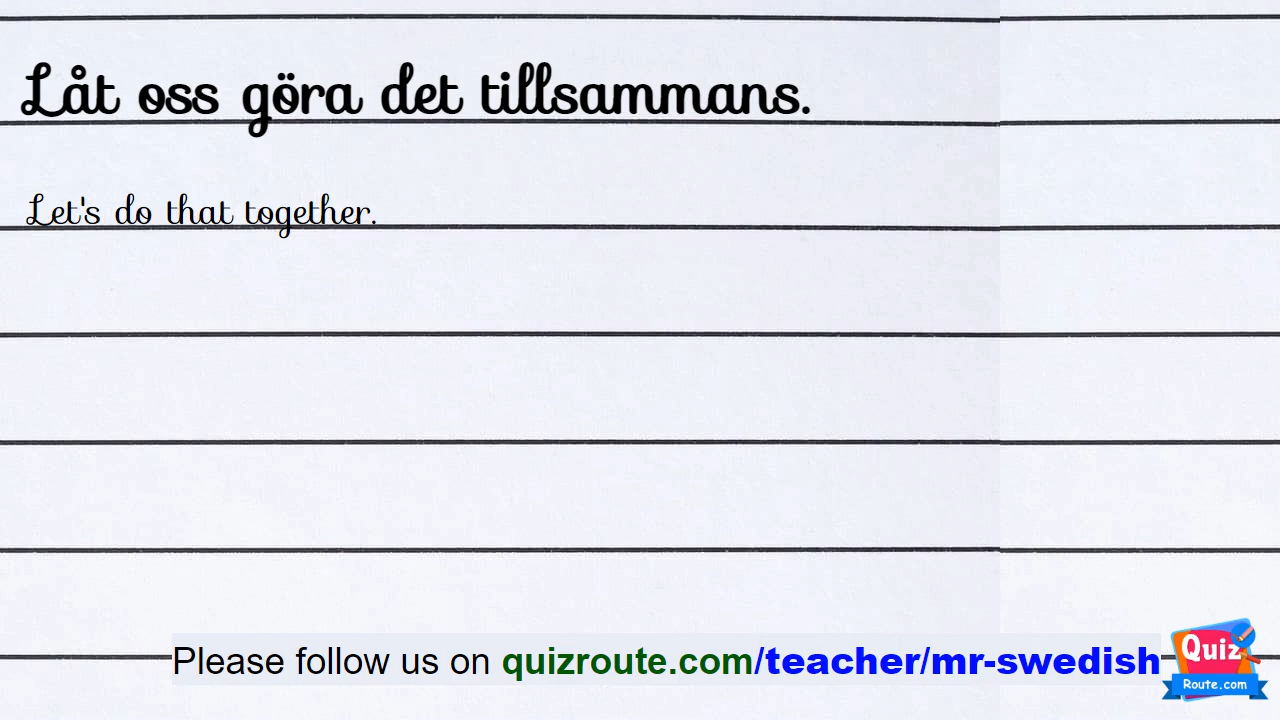 Låt oss göra det tillsammans.
Let's do that together.
Please follow us on quizroute.com/teacher/mr-swedish
Quiz
Route.com